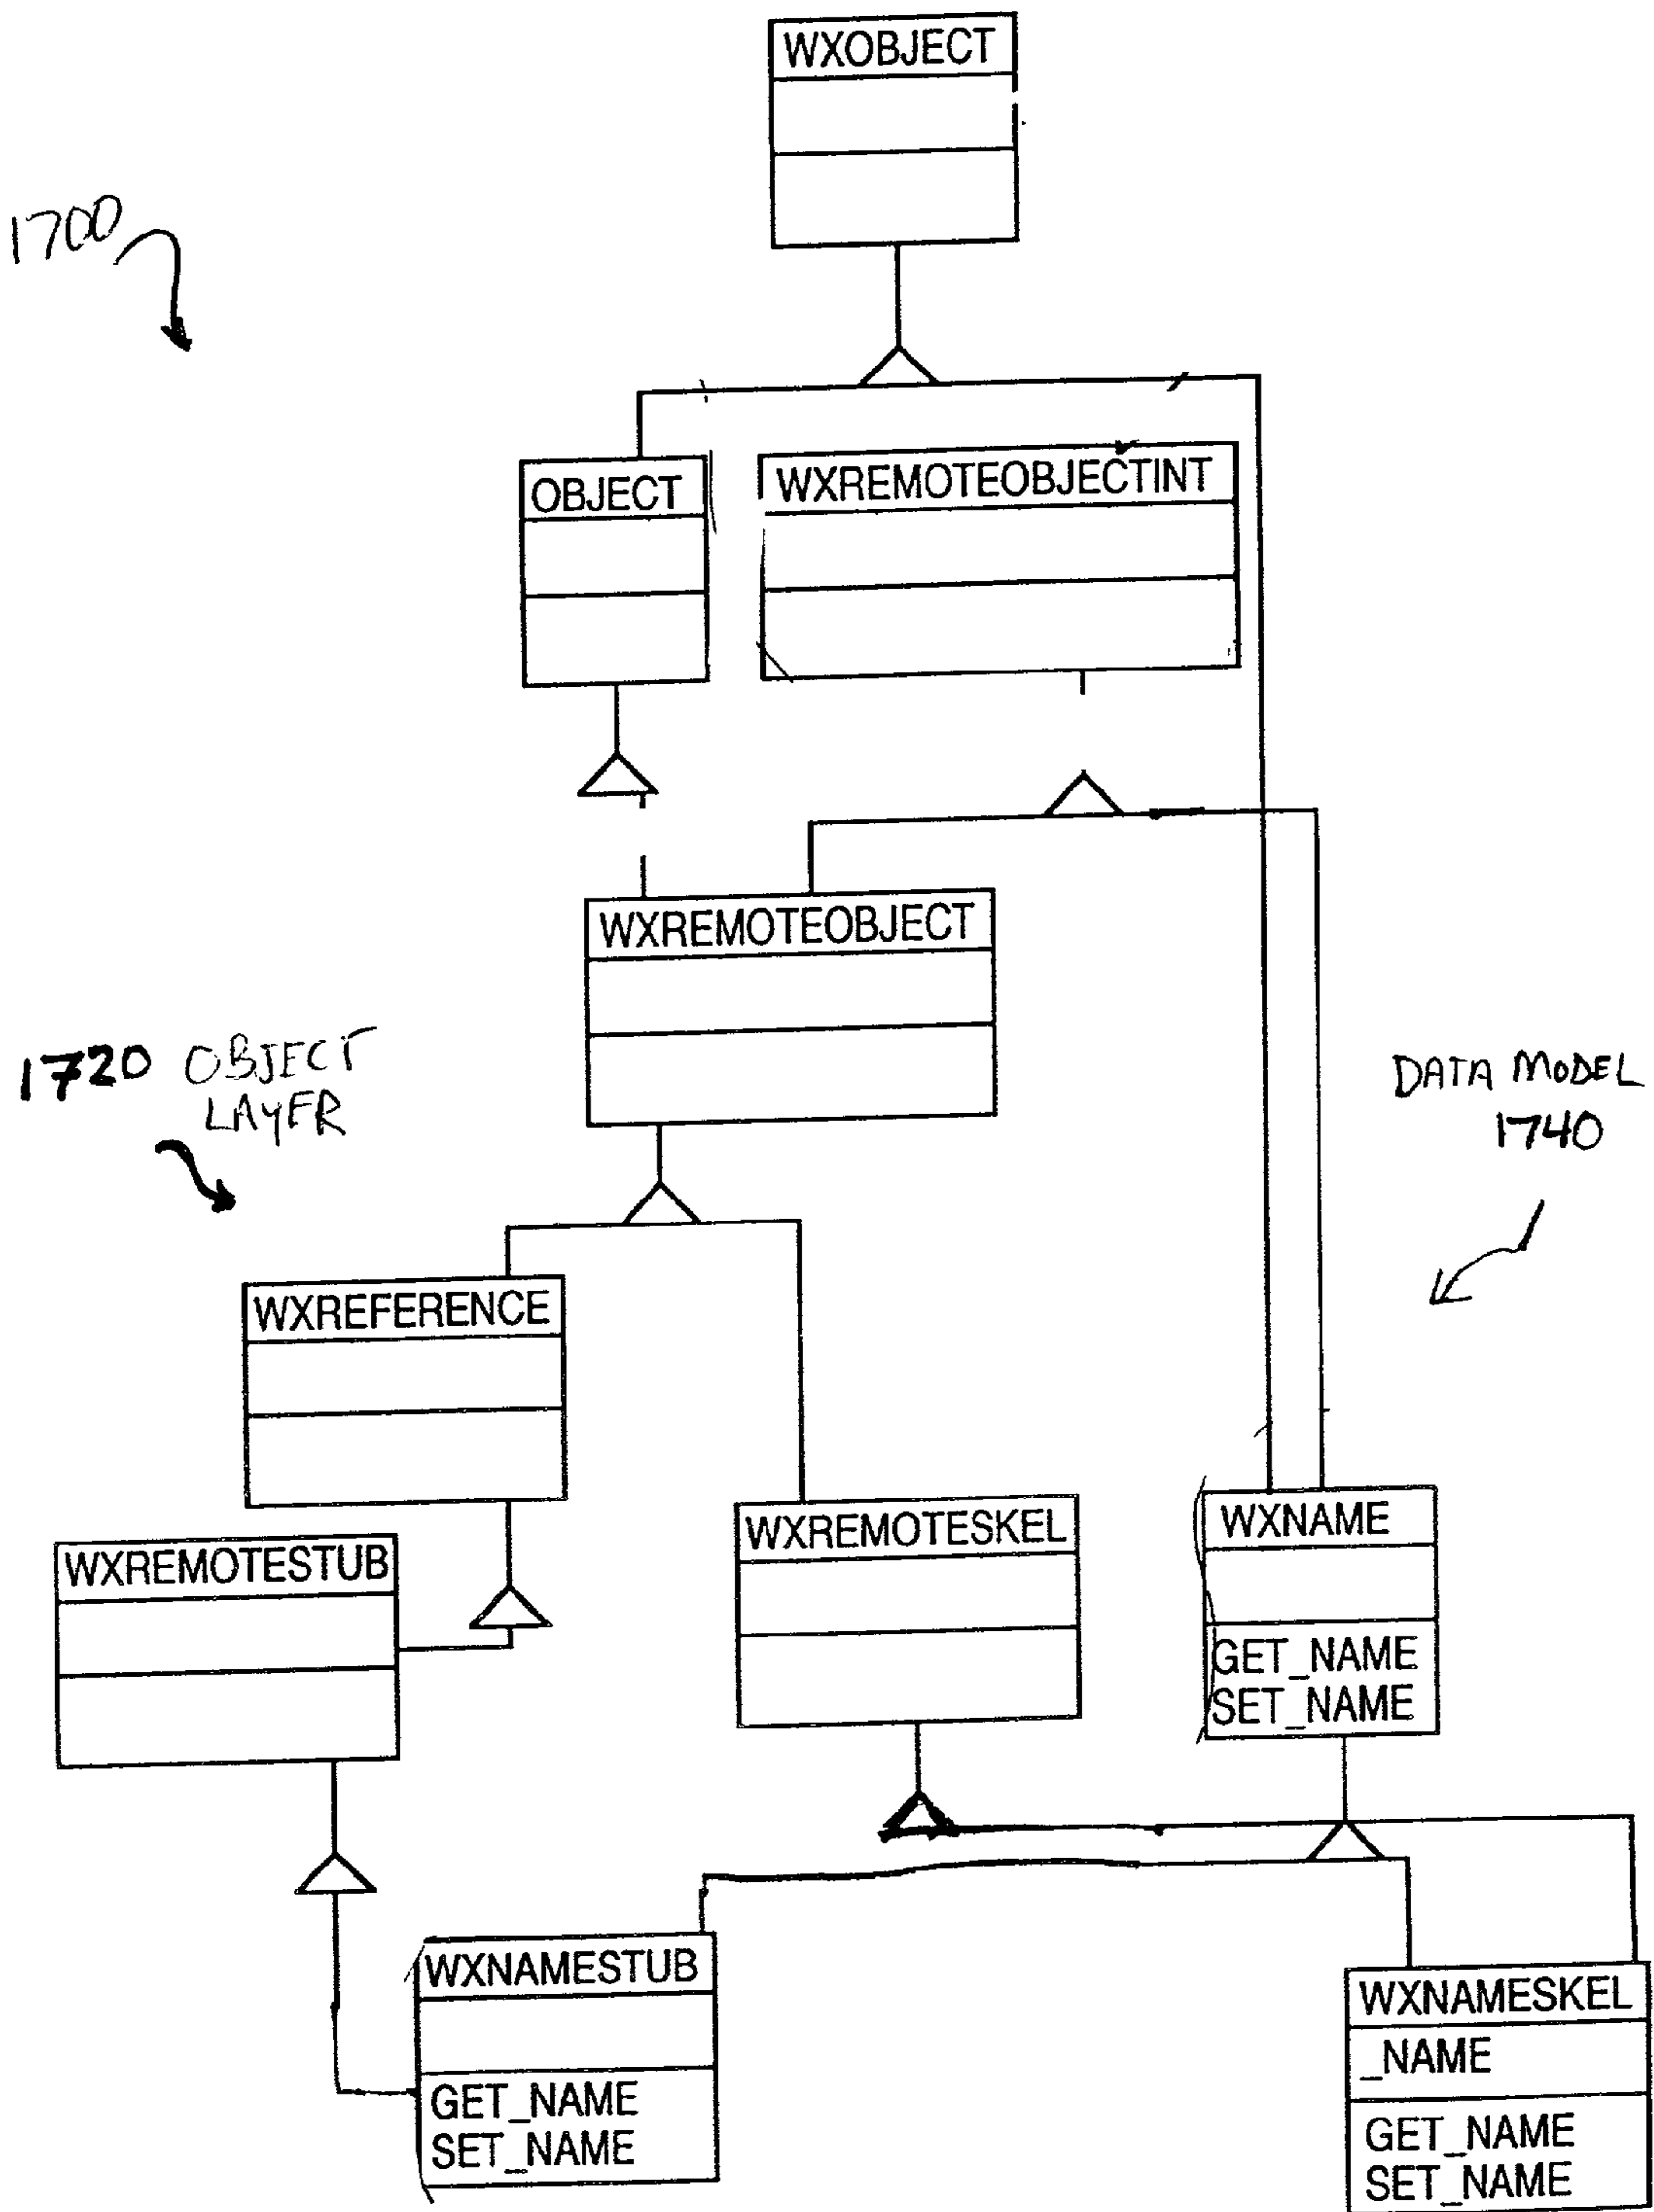 WXOBJECT
1700
OBJECT
WXREMOTEOBJECTINT
WXREMOTEOBJECT
1720 OBJECT
LAYER
DATA MODEL
1740
WXREFERENCE
WXREMOTESTUB
WXREMOTESKEL
WXNAME
GET_NAME
SET_NAME
WXNAMESTUB
GET_NAME
SET_NAME
WXNAMESKEL
_NAME
GET_NAME
SET_NAME